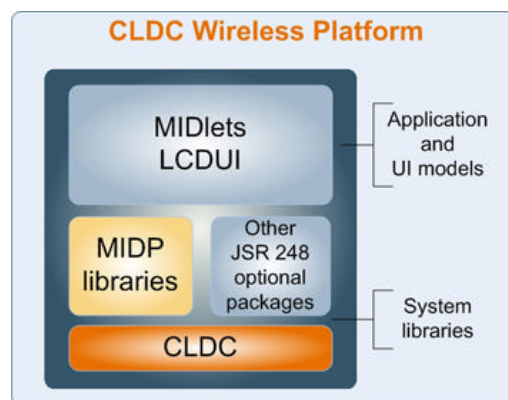 CLDC Wireless Platform
MIDlets
LCDUI
Application
and
UI models
MIDP
libraries
Other
JSR 248
optional
packages
System
libraries
CLDC